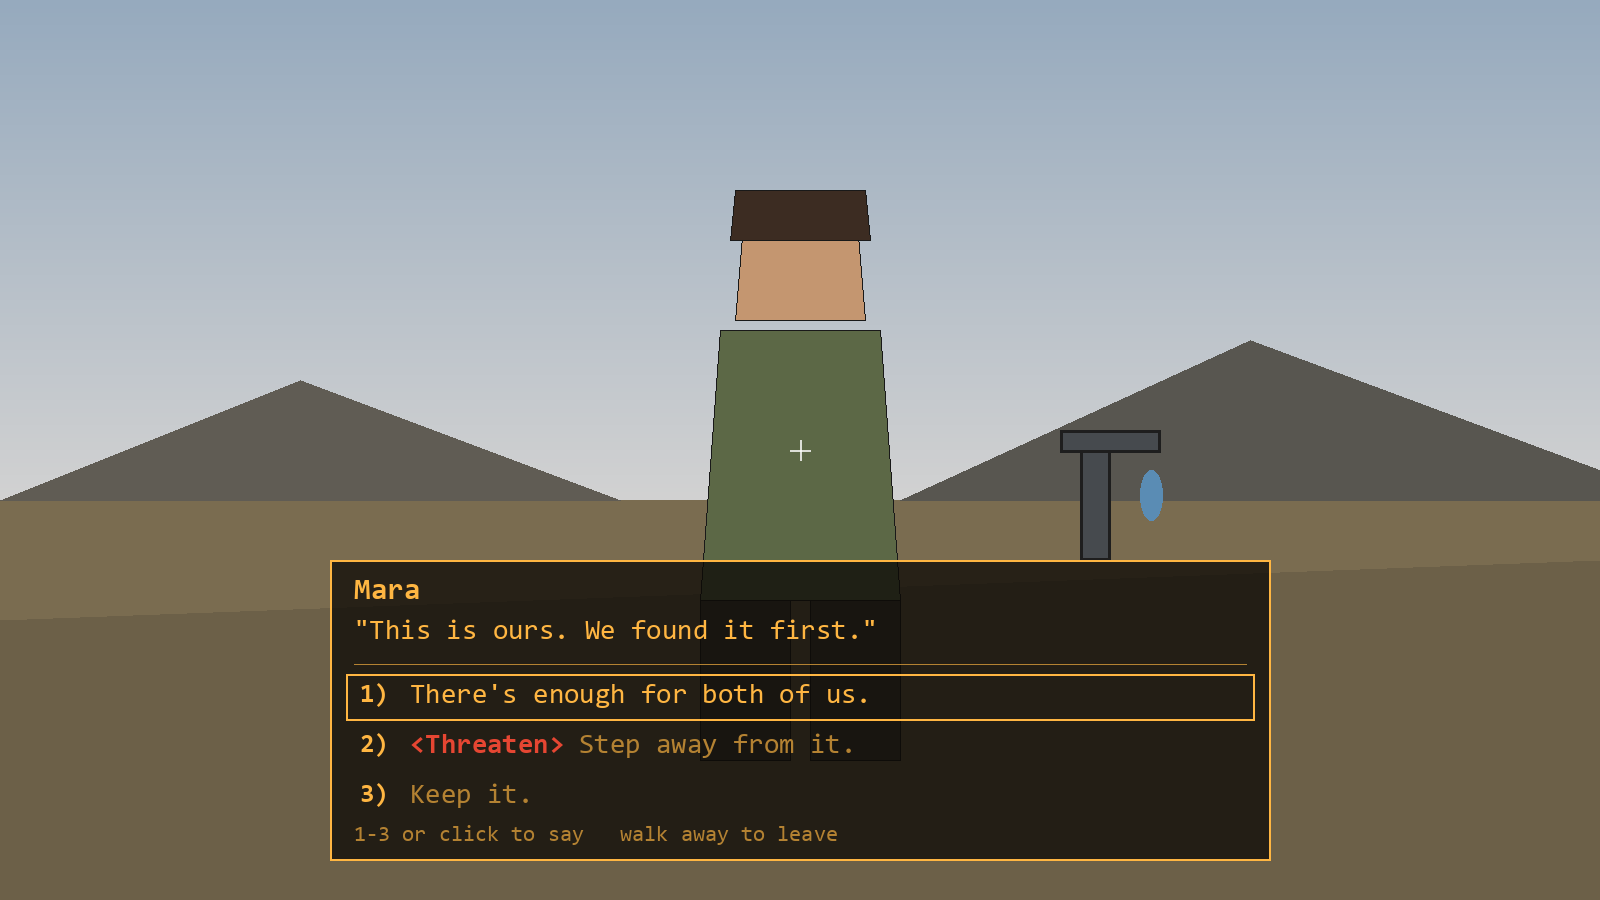 Mara
"This is ours. We found it first."
1) There's enough for both of us.
2) <Threaten> Step away from it.
3) Keep it.
1-3 or click to say   walk away to leave